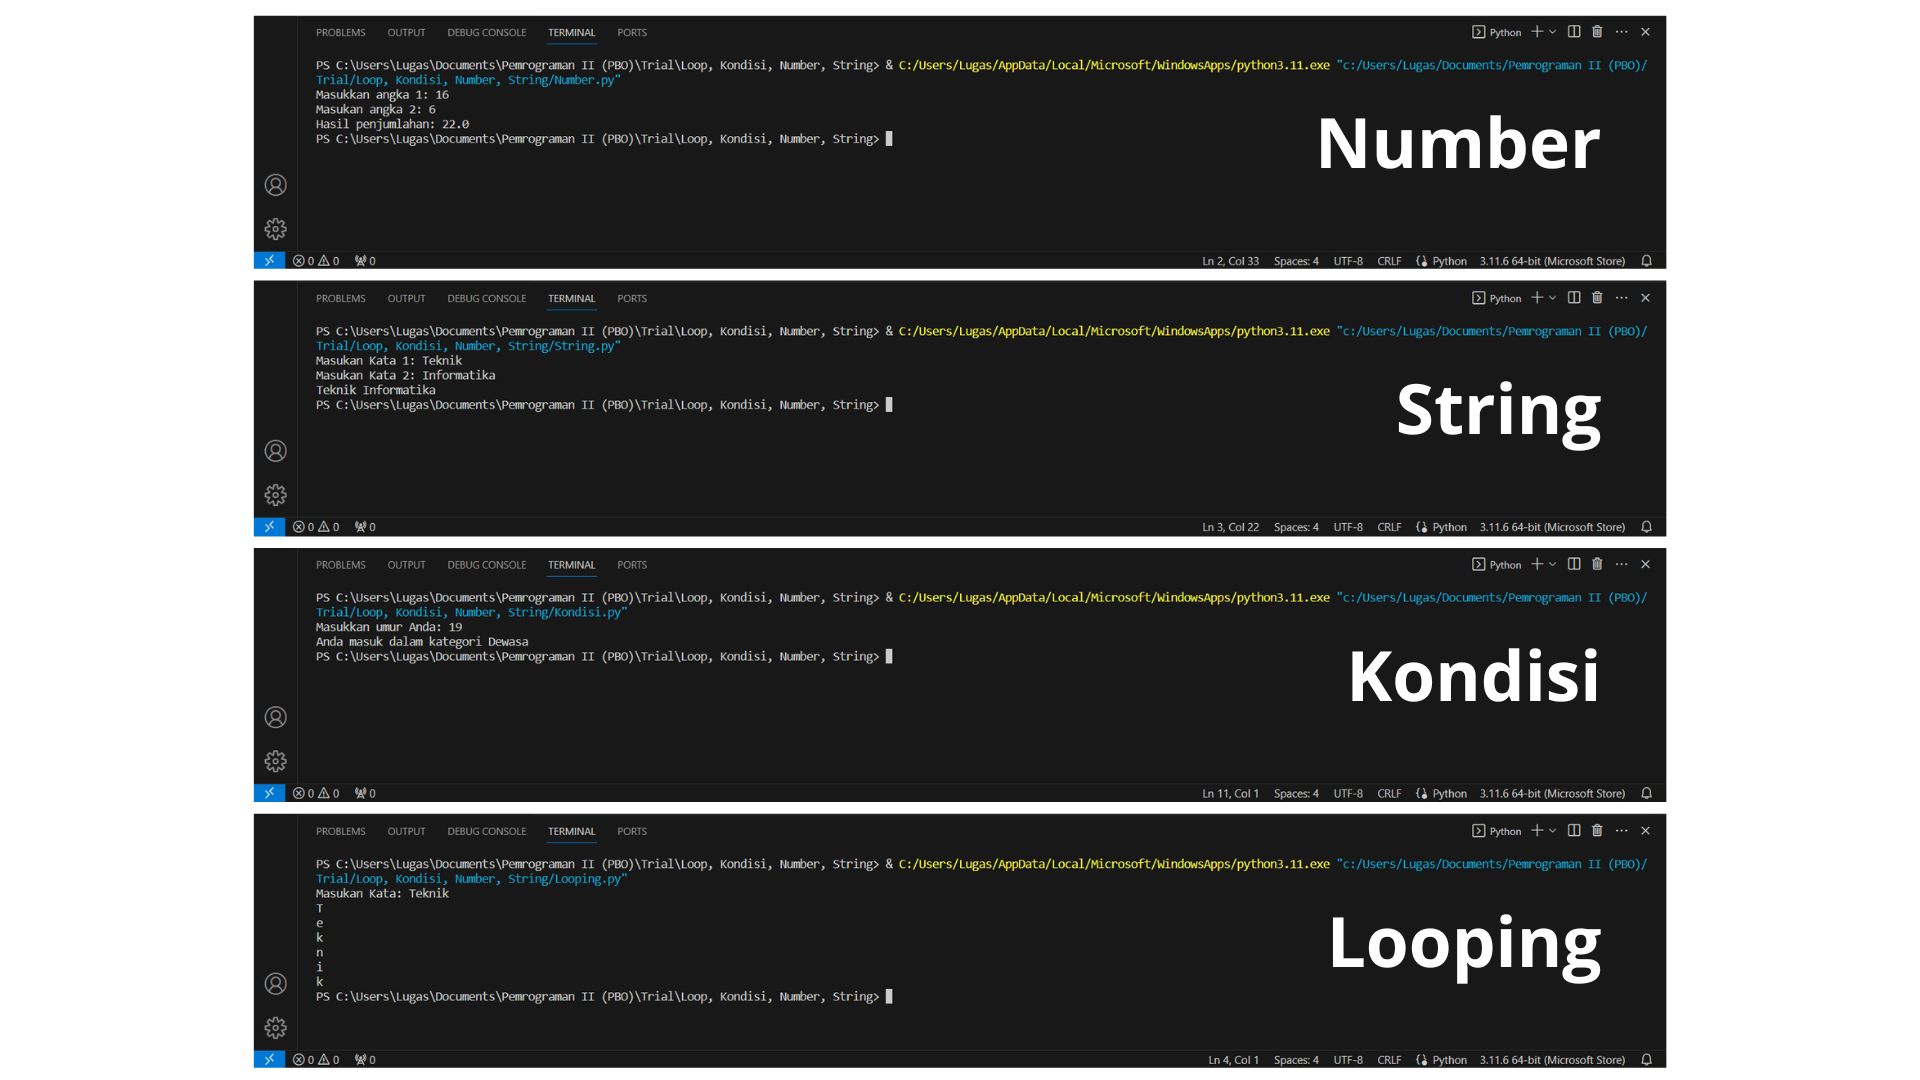 PROBLEMS OUTPUT DEBUG CONSOLE TERMINAL PORTS Python
PS C:\Users\Lugas\Documents\Pemrograman II (PBO)\Trial\Loop, Kondisi, Number, String> & C:/Users/Lugas/AppData/Local/Microsoft/WindowsApps/python3.11.exe "c:/Users/Lugas/Documents/Pemrograman II (PBO)/
Trial/Loop, Kondisi, Number, String/Number.py"
Masukkan angka 1: 16
Masukan angka 2: 6
Hasil penjumlahan: 22.0
PS C:\Users\Lugas\Documents\Pemrograman II (PBO)\Trial\Loop, Kondisi, Number, String>
Number
0 0 0 Ln 2, Col 33 Spaces: 4 UTF-8 CRLF Python 3.11.6 64-bit (Microsoft Store)
PROBLEMS OUTPUT DEBUG CONSOLE TERMINAL PORTS Python
PS C:\Users\Lugas\Documents\Pemrograman II (PBO)\Trial\Loop, Kondisi, Number, String> & C:/Users/Lugas/AppData/Local/Microsoft/WindowsApps/python3.11.exe "c:/Users/Lugas/Documents/Pemrograman II (PBO)/
Trial/Loop, Kondisi, Number, String/String.py"
Masukan Kata 1: Teknik
Masukan Kata 2: Informatika
Teknik Informatika
PS C:\Users\Lugas\Documents\Pemrograman II (PBO)\Trial\Loop, Kondisi, Number, String>
String
0 0 0 Ln 3, Col 22 Spaces: 4 UTF-8 CRLF Python 3.11.6 64-bit (Microsoft Store)
PROBLEMS OUTPUT DEBUG CONSOLE TERMINAL PORTS Python
PS C:\Users\Lugas\Documents\Pemrograman II (PBO)\Trial\Loop, Kondisi, Number, String> & C:/Users/Lugas/AppData/Local/Microsoft/WindowsApps/python3.11.exe "c:/Users/Lugas/Documents/Pemrograman II (PBO)/
Trial/Loop, Kondisi, Number, String/Kondisi.py"
Masukkan umur Anda: 19
Anda masuk dalam kategori Dewasa
PS C:\Users\Lugas\Documents\Pemrograman II (PBO)\Trial\Loop, Kondisi, Number, String>
Kondisi
0 0 0 Ln 11, Col 1 Spaces: 4 UTF-8 CRLF Python 3.11.6 64-bit (Microsoft Store)
PROBLEMS OUTPUT DEBUG CONSOLE TERMINAL PORTS Python
PS C:\Users\Lugas\Documents\Pemrograman II (PBO)\Trial\Loop, Kondisi, Number, String> & C:/Users/Lugas/AppData/Local/Microsoft/WindowsApps/python3.11.exe "c:/Users/Lugas/Documents/Pemrograman II (PBO)/
Trial/Loop, Kondisi, Number, String/Looping.py"
Masukan Kata: Teknik
T
e
k
n
i
k
PS C:\Users\Lugas\Documents\Pemrograman II (PBO)\Trial\Loop, Kondisi, Number, String>
Looping
0 0 0 Ln 4, Col 1 Spaces: 4 UTF-8 CRLF Python 3.11.6 64-bit (Microsoft Store)